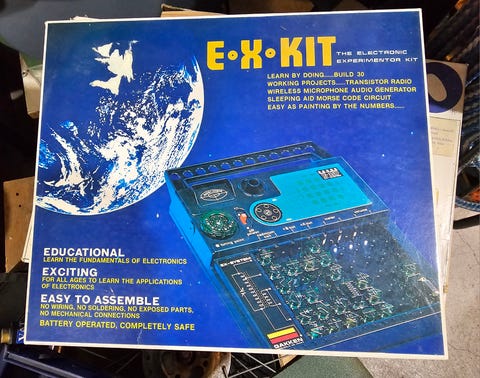 E·X·KIT THE ELECTRONIC
EXPERIMENTOR KIT
LEARN BY DOING.....BUILD 30
WORKING PROJECTS.....TRANSISTOR RADIO
WIRELESS MICROPHONE AUDIO GENERATOR
SLEEPING AID MORSE CODE CIRCUIT
EASY AS PAINTING BY THE NUMBERS.....
EX-SYSTEM
GAKKEN
EDUCATIONAL
LEARN THE FUNDAMENTALS OF ELECTRONICS
EXCITING
FOR ALL AGES TO LEARN THE APPLICATIONS
OF ELECTRONICS
EASY TO ASSEMBLE
NO WIRING, NO SOLDERING, NO EXPOSED PARTS,
NO MECHANICAL CONNECTIONS
BATTERY OPERATED, COMPLETELY SAFE